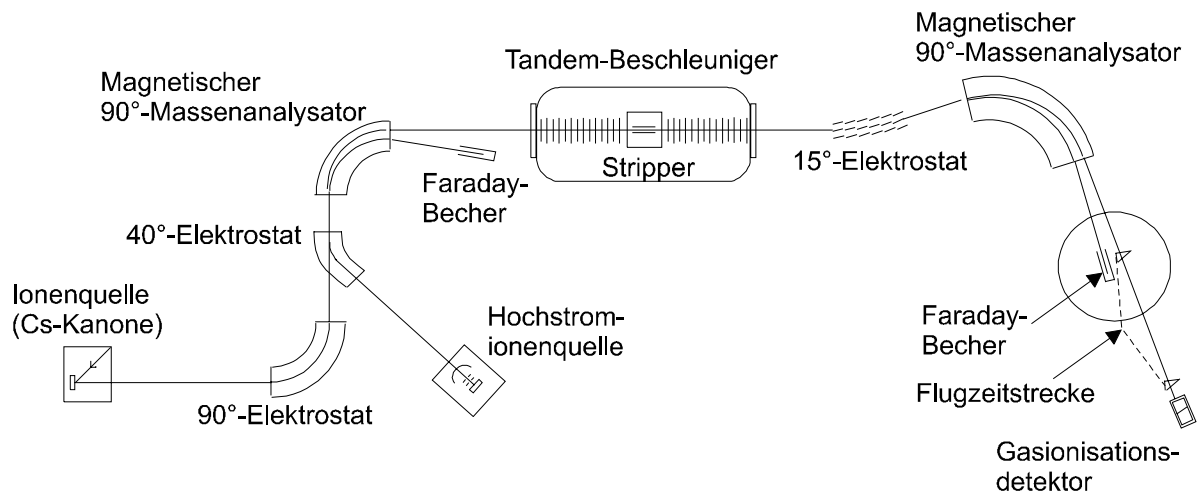 Magnetischer
90°-Massenanalysator
Tandem-Beschleuniger
Magnetischer
90°-Massenanalysator
Stripper
15°-Elektrostat
Faraday-
Becher
40°-Elektrostat
Ionenquelle
(Cs-Kanone)
Hochstrom-
ionenquelle
90°-Elektrostat
Faraday-
Becher
Flugzeitstrecke
Gasionisations-
detektor